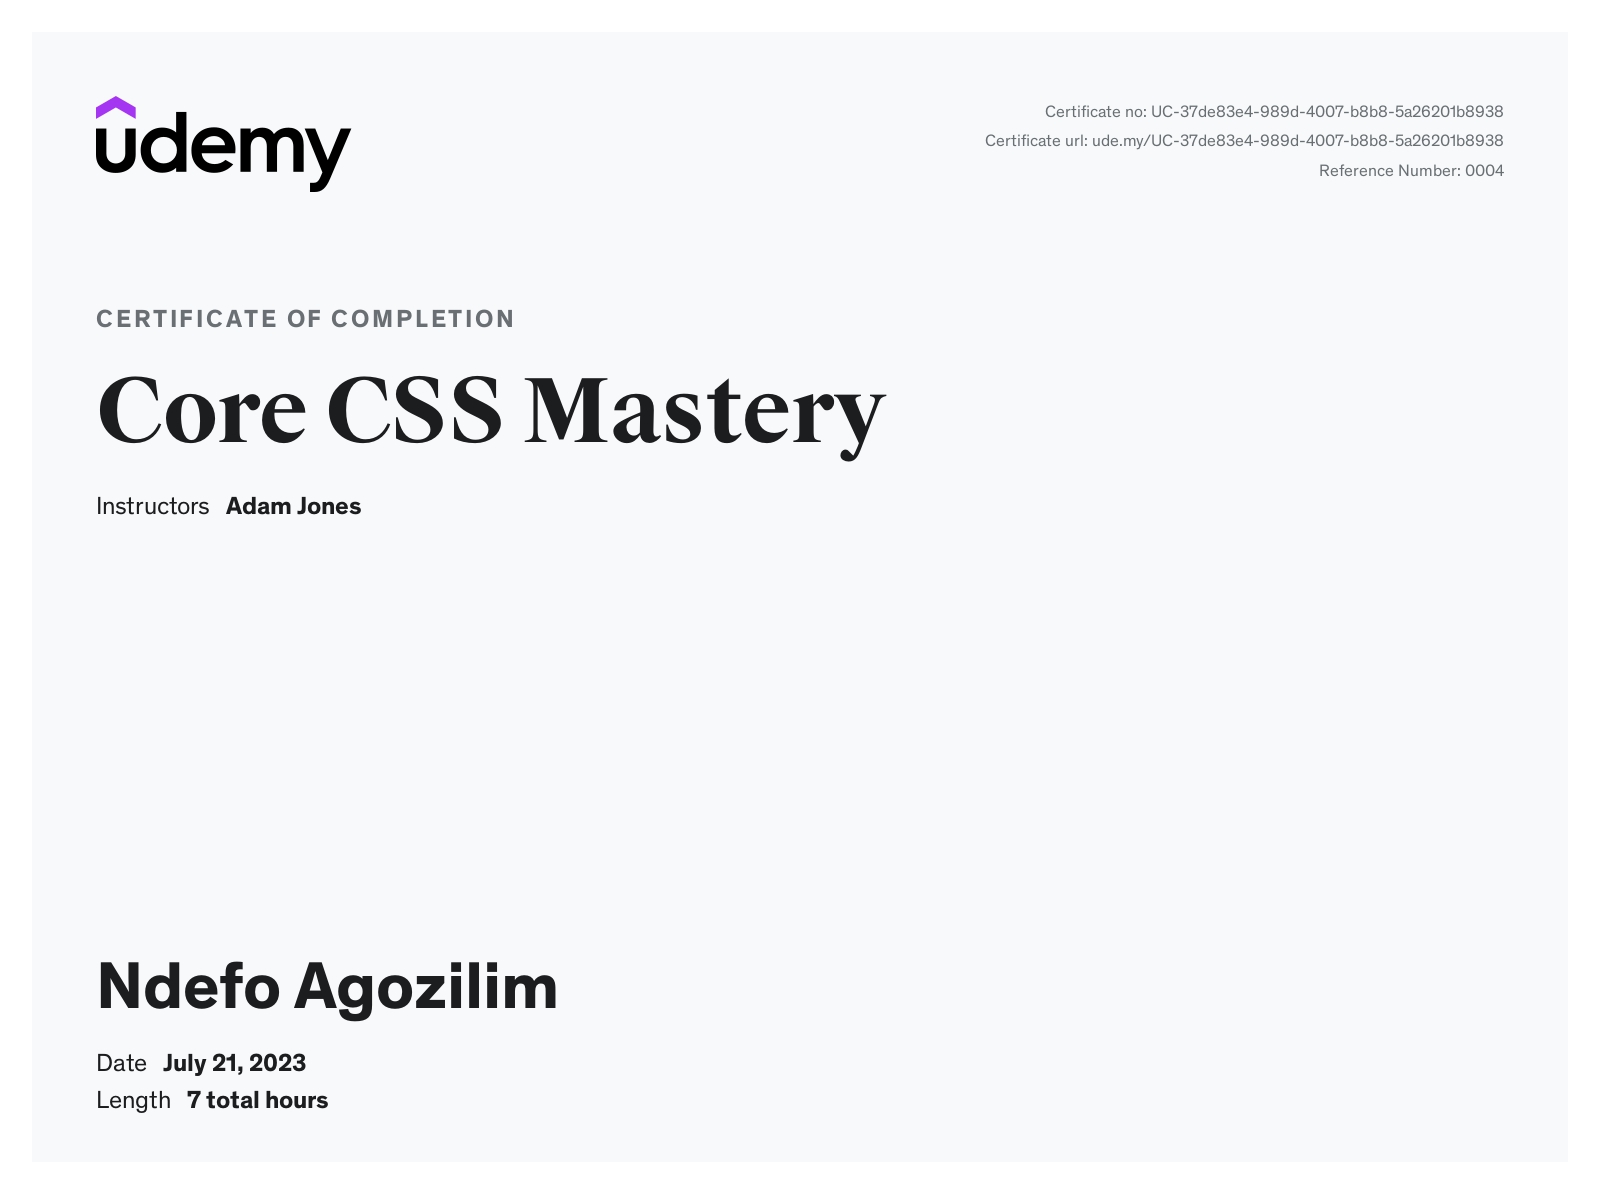 udemy
Certificate no: UC-37de83e4-989d-4007-b8b8-5a26201b8938
Certificate url: ude.my/UC-37de83e4-989d-4007-b8b8-5a26201b8938
Reference Number: 0004
CERTIFICATE OF COMPLETION
Core CSS Mastery
Instructors Adam Jones
Ndefo Agozilim
Date July 21, 2023
Length 7 total hours